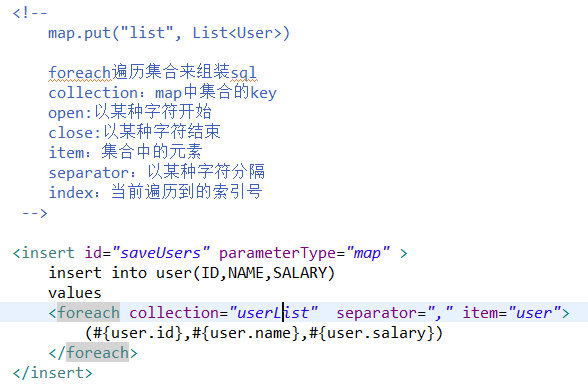 <!--
map.put("list", List<User>)
foreach遍历集合来组装sql
collection：map中集合的key
open:以某种字符开始
close:以某种字符结束
item：集合中的元素
separator：以某种字符分隔
index：当前遍历到的索引号
-->
<insert id="saveUsers" parameterType="map" >
insert into user(ID,NAME,SALARY)
values
<foreach collection="userList"  separator="," item="user">
(#{user.id},#{user.name},#{user.salary})
</foreach>
</insert>